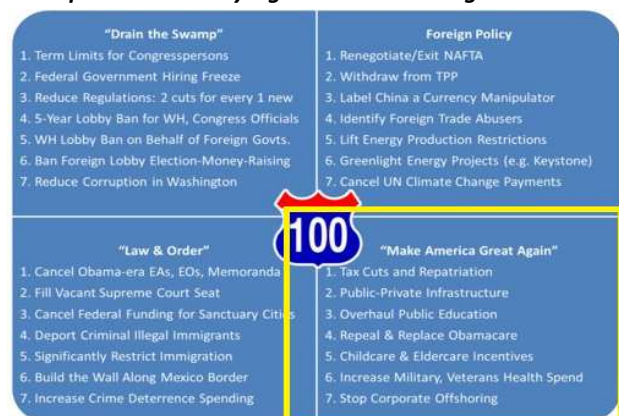 “Drain the Swamp”
1. Term Limits for Congresspersons
2. Federal Government Hiring Freeze
3. Reduce Regulations: 2 cuts for every 1 new
4. 5-Year Lobby Ban for WH, Congress Officials
5. WH Lobby Ban on Behalf of Foreign Govts.
6. Ban Foreign Lobby Election-Money-Raising
7. Reduce Corruption in Washington
Foreign Policy
1. Renegotiate/Exit NAFTA
2. Withdraw from TPP
3. Label China a Currency Manipulator
4. Identify Foreign Trade Abusers
5. Lift Energy Production Restrictions
6. Greenlight Energy Projects (e.g. Keystone)
7. Cancel UN Climate Change Payments
100
“Law & Order”
1. Cancel Obama-era EAs, EOs, Memoranda
2. Fill Vacant Supreme Court Seat
3. Cancel Federal Funding for Sanctuary Cities
4. Deport Criminal Illegal Immigrants
5. Significantly Restrict Immigration
6. Build the Wall Along Mexico Border
7. Increase Crime Deterrence Spending
“Make America Great Again”
1. Tax Cuts and Repatriation
2. Public-Private Infrastructure
3. Overhaul Public Education
4. Repeal & Replace Obamacare
5. Childcare & Eldercare Incentives
6. Increase Military, Veterans Health Spend
7. Stop Corporate Offshoring